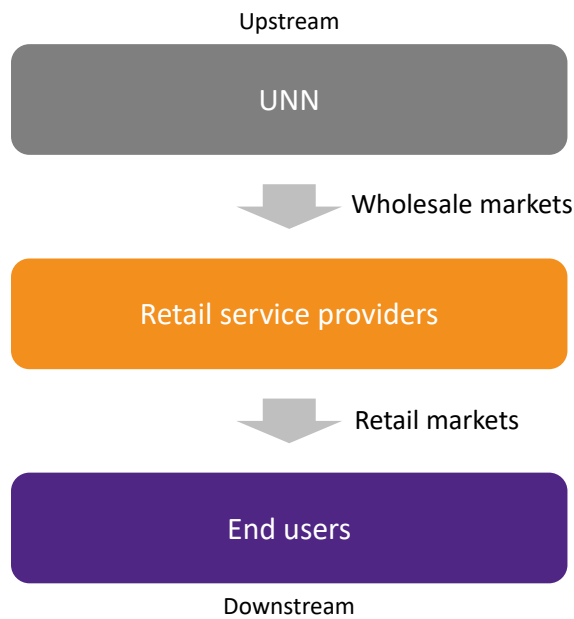 Upstream
UNN
Wholesale markets
Retail service providers
Retail markets
End users
Downstream